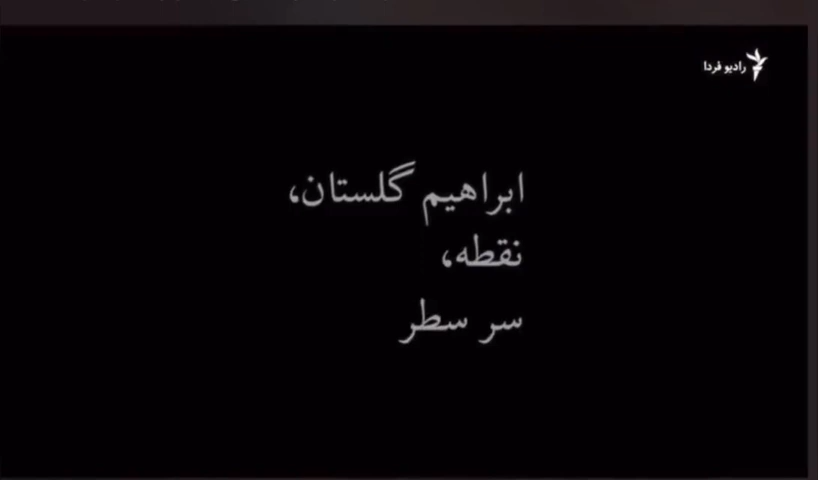 رادیو فردا
ابراهیم گلستان،
نقطه،
سر سطر